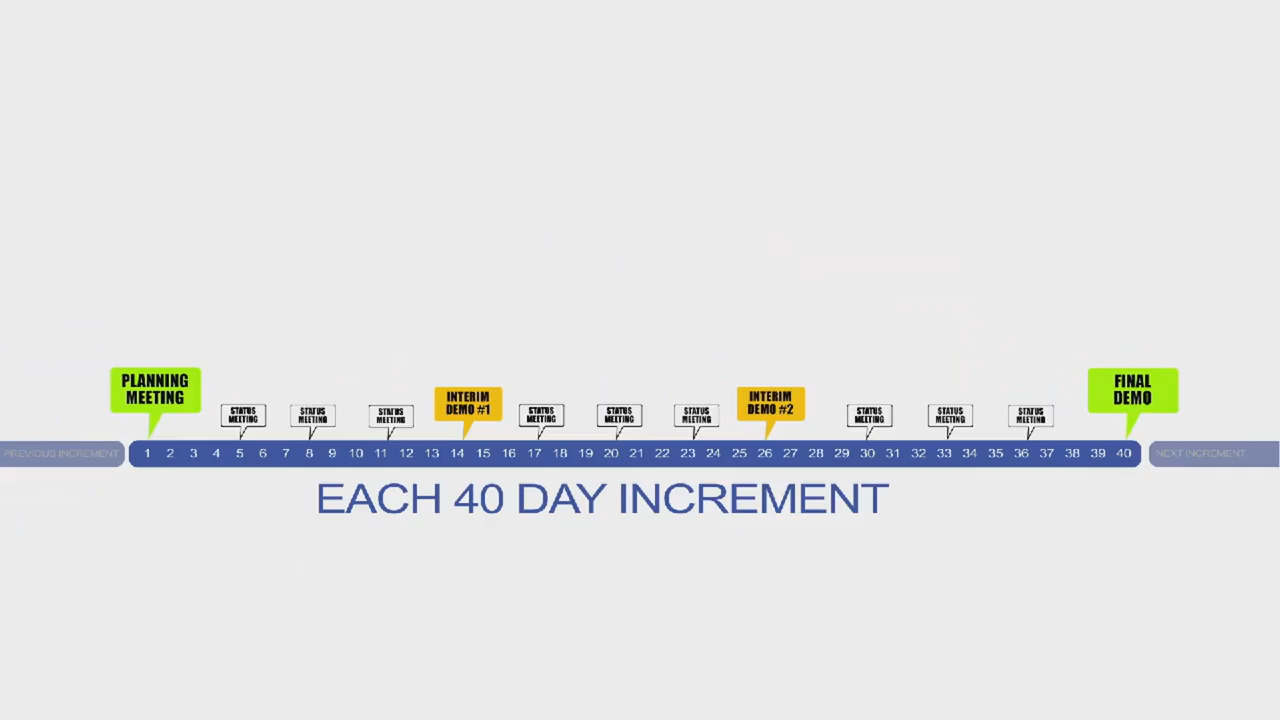 PLANNING
MEETING
STATUS
MEETING
STATUS
MEETING
STATUS
MEETING
INTERIM
DEMO #1
STATUS
MEETING
STATUS
MEETING
STATUS
MEETING
INTERIM
DEMO #2
STATUS
MEETING
STATUS
MEETING
STATUS
MEETING
FINAL
DEMO
PREVIOUS INCREMENT
1 2 3 4 5 6 7 8 9 10 11 12 13 14 15 16 17 18 19 20 21 22 23 24 25 26 27 28 29 30 31 32 33 34 35 36 37 38 39 40
NEXT INCREMENT
EACH 40 DAY INCREMENT